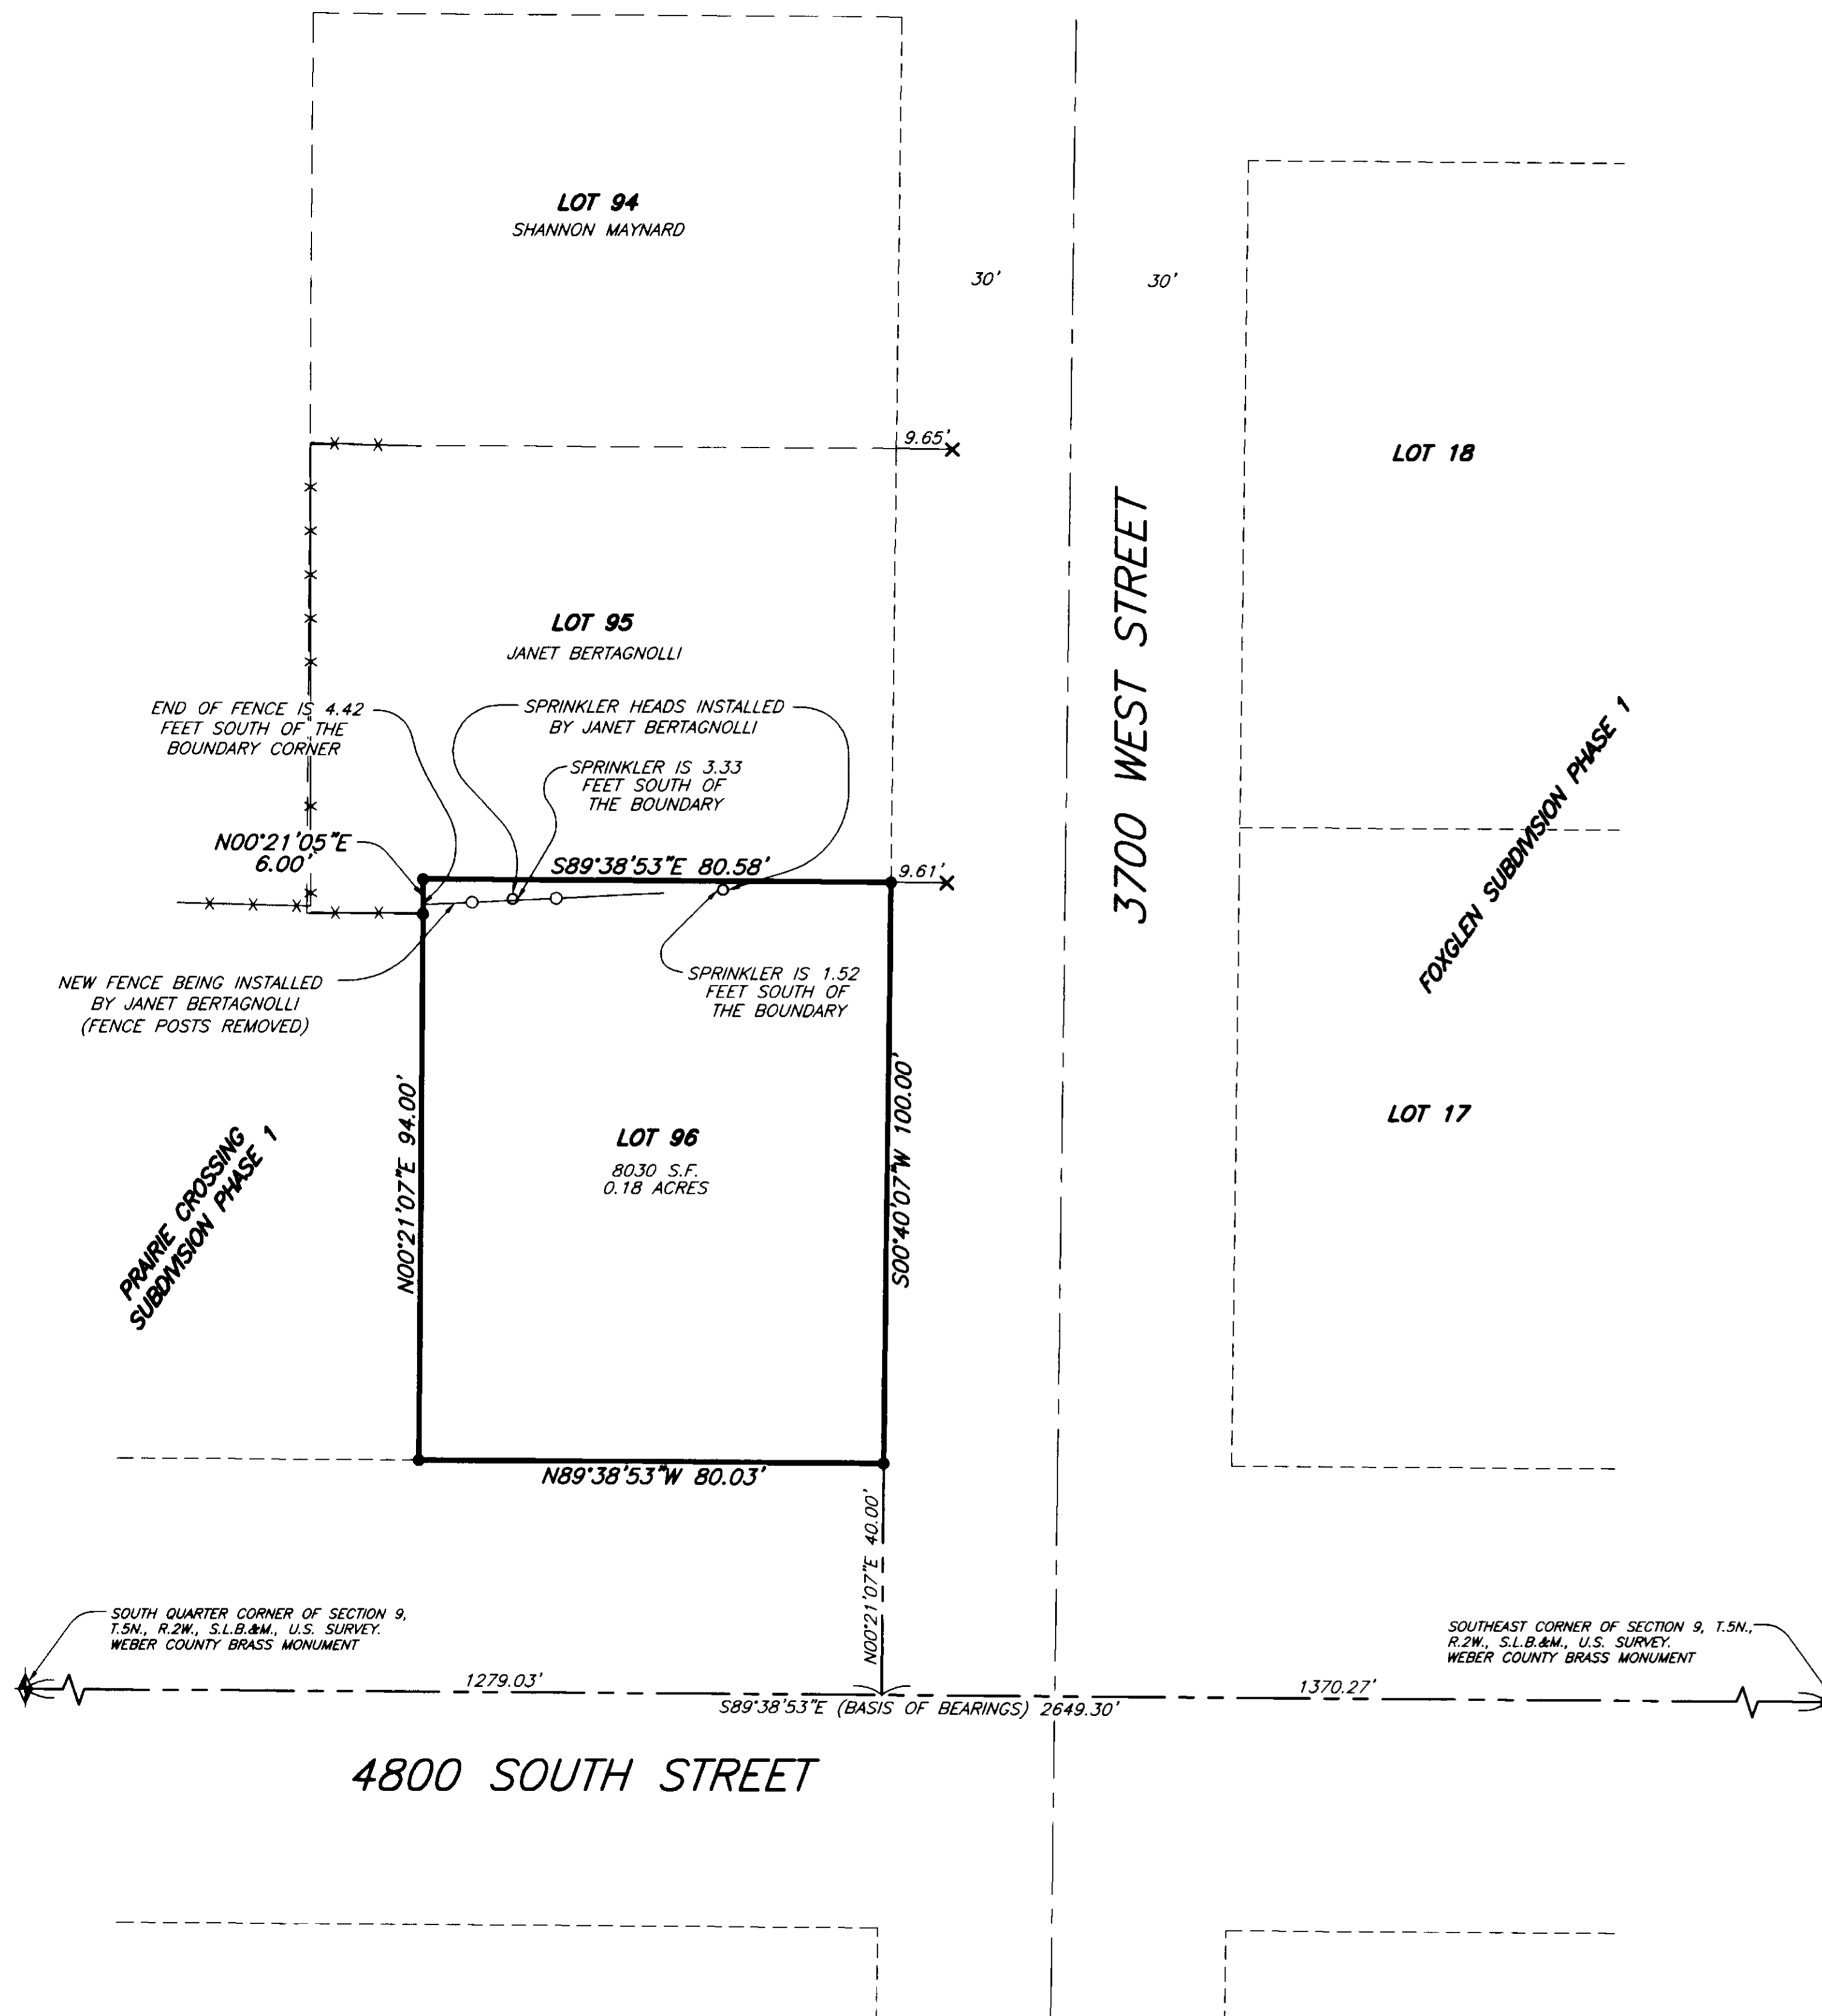 LOT 94
SHANNON MAYNARD
30'
30'
9.65'
LOT 18
3700 WEST STREET
LOT 95
JANET BERTAGNOLLI
END OF FENCE IS 4.42
FEET SOUTH OF THE
BOUNDARY CORNER
SPRINKLER HEADS INSTALLED
BY JANET BERTAGNOLLI
SPRINKLER IS 3.33
FEET SOUTH OF
THE BOUNDARY
FOXGLEN SUBDIVISION PHASE 1
N00°21'05"E
6.00'
S89°38'53"E 80.58'
9.61'
NEW FENCE BEING INSTALLED
BY JANET BERTAGNOLLI
(FENCE POSTS REMOVED)
SPRINKLER IS 1.52
FEET SOUTH OF
THE BOUNDARY
N00°21'07"E 94.00'
S00°40'07"W 100.00'
LOT 17
LOT 96
8030 S.F.
0.18 ACRES
PRAIRIE CROSSING
SUBDIVISION PHASE 1
N89°38'53"W 80.03'
N00°21'07"E 40.00'
SOUTH QUARTER CORNER OF SECTION 9,
T.5N., R.2W., S.L.B.&M., U.S. SURVEY.
WEBER COUNTY BRASS MONUMENT
SOUTHEAST CORNER OF SECTION 9, T.5N.,
R.2W., S.L.B.&M., U.S. SURVEY.
WEBER COUNTY BRASS MONUMENT
1279.03'
1370.27'
S89°38'53"E (BASIS OF BEARINGS) 2649.30'
4800 SOUTH STREET